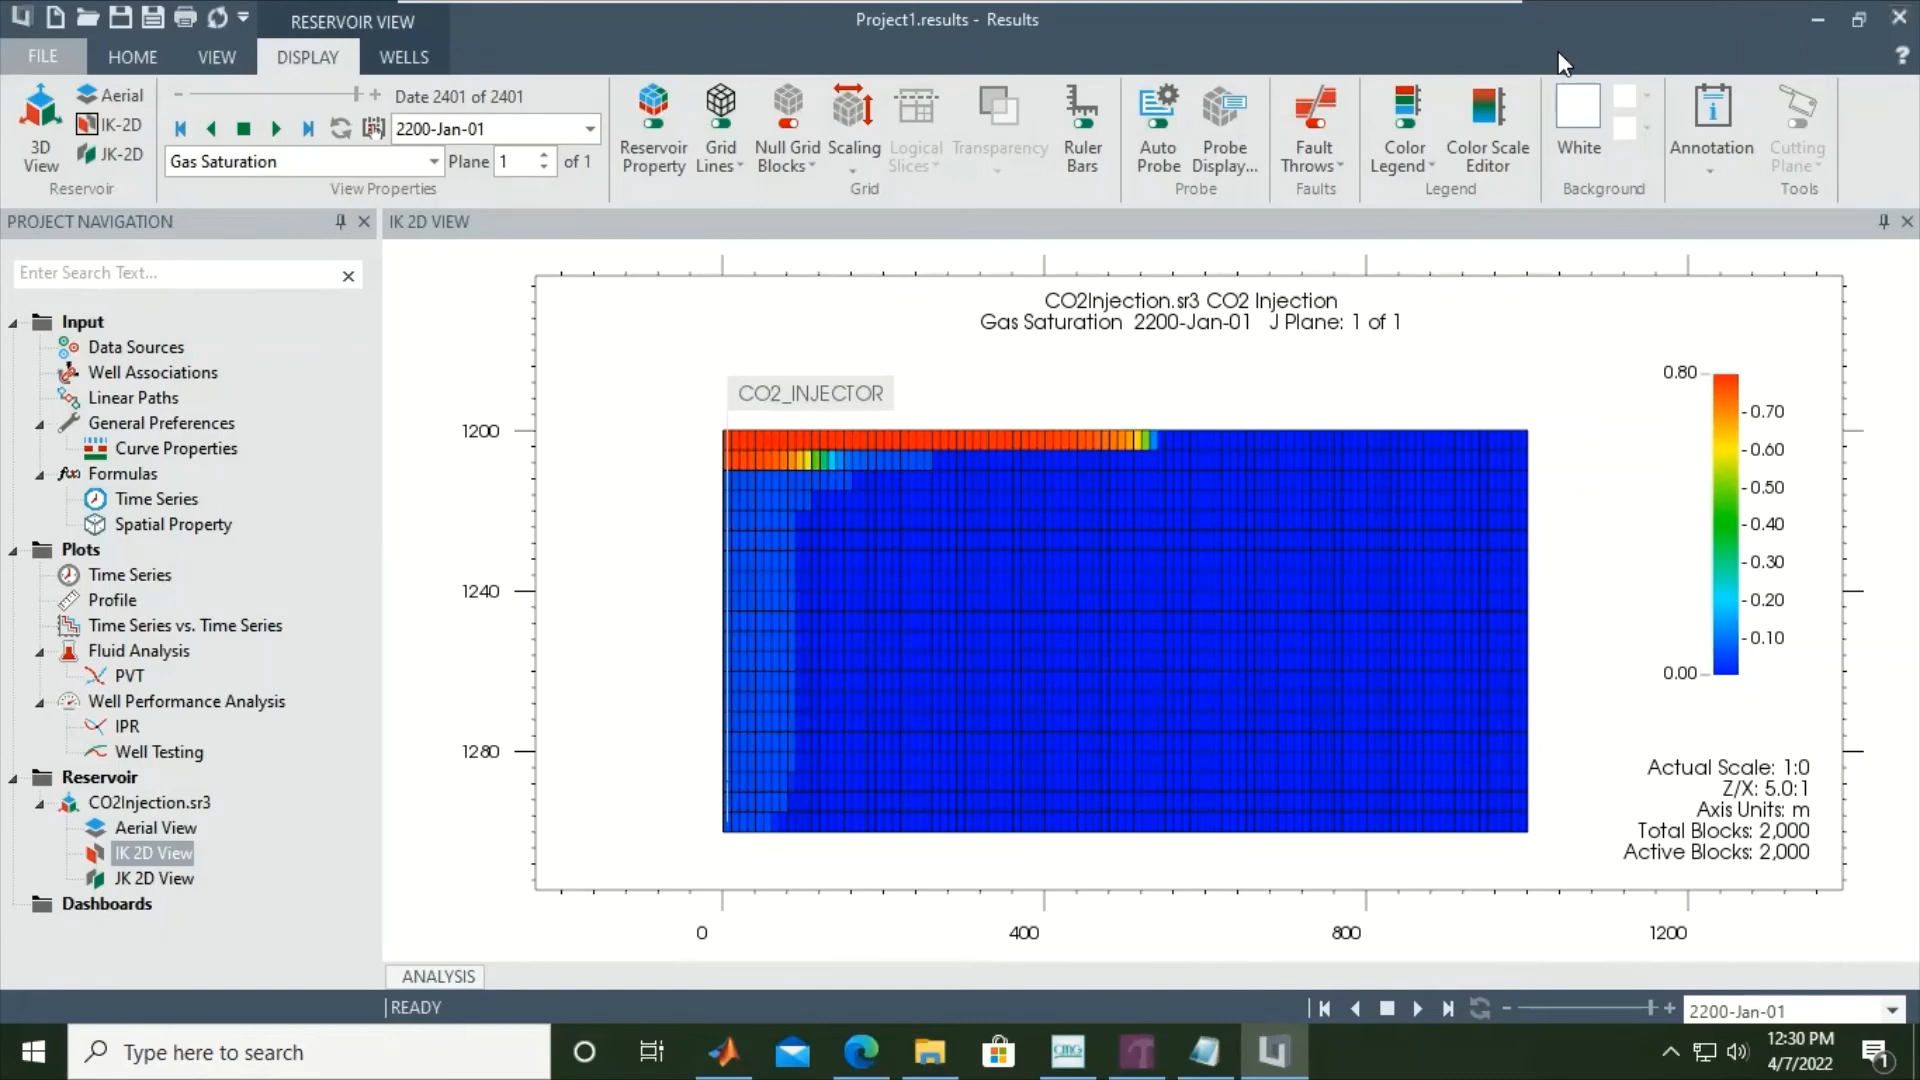 RESERVOIR VIEW
Project1.results - Results
FILE
HOME
VIEW
DISPLAY
WELLS
?
3D View
Aerial
IK-2D
JK-2D
Reservoir
Date 2401 of 2401
2200-Jan-01
Gas Saturation
Plane 1 of 1
View Properties
Reservoir Property
Grid Lines
Null Grid Blocks
Scaling
Logical Slices
Transparency
Ruler Bars
Grid
Auto Probe
Probe Display...
Probe
Fault Throws
Faults
Color Legend
Color Scale Editor
Legend
White
Background
Annotation
Cutting Plane
Tools
PROJECT NAVIGATION
Enter Search Text...
Input
Data Sources
Well Associations
Linear Paths
General Preferences
Curve Properties
f(x) Formulas
Time Series
Spatial Property
Plots
Time Series
Profile
Time Series vs. Time Series
Fluid Analysis
PVT
Well Performance Analysis
IPR
Well Testing
Reservoir
CO2Injection.sr3
Aerial View
IK 2D View
JK 2D View
Dashboards
IK 2D VIEW
CO2Injection.sr3 CO2 Injection
Gas Saturation 2200-Jan-01 J Plane: 1 of 1
CO2_INJECTOR
1200
1240
1280
0
400
800
1200
0.80
0.70
0.60
0.50
0.40
0.30
0.20
0.10
0.00
Actual Scale: 1:0
Z/X: 5.0:1
Axis Units: m
Total Blocks: 2,000
Active Blocks: 2,000
ANALYSIS
READY
2200-Jan-01
Type here to search
CMG
12:30 PM
4/7/2022
1